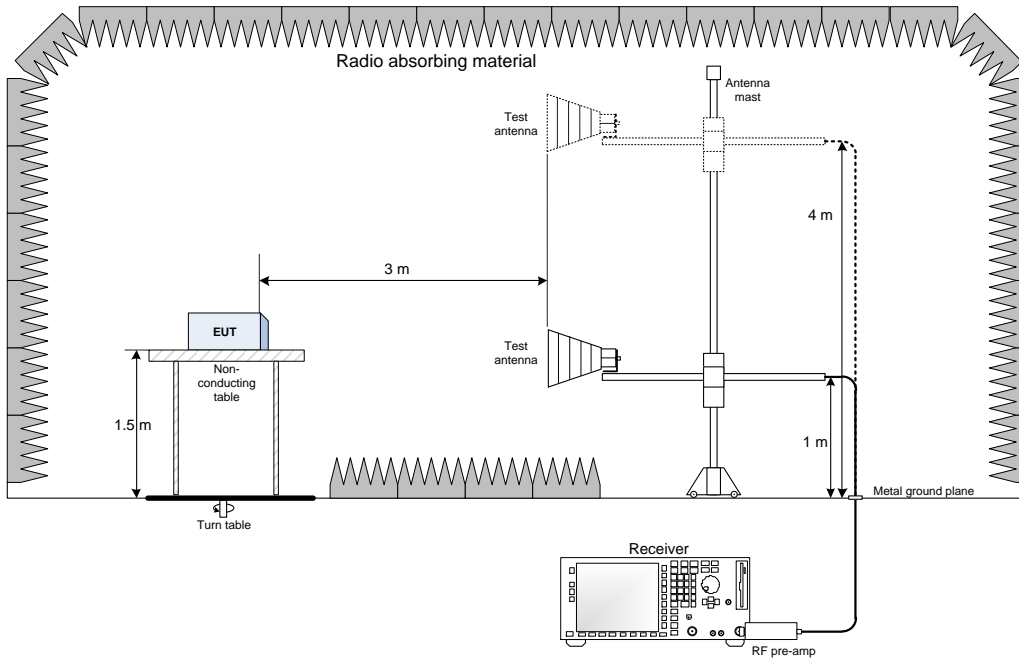 Radio absorbing material
Antenna
mast
Test
antenna
4 m
3 m
EUT
Test
antenna
Non-
conducting
table
1.5 m
1 m
Metal ground plane
Turn table
Receiver
RF pre-amp